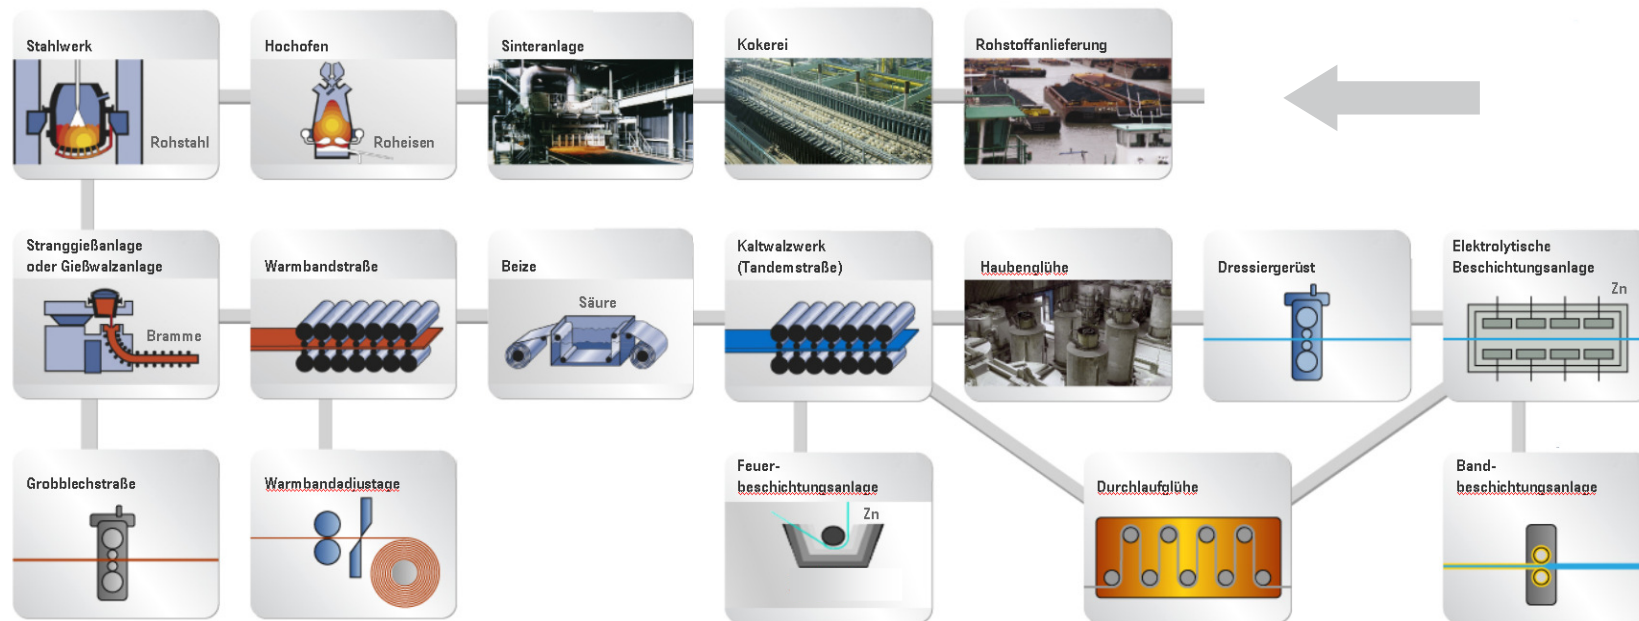 Stahlwerk
Rohstahl
Hochofen
Roheisen
Sinteranlage
Kokerei
Rohstoffanlieferung
Stranggießanlage
oder Gießwalzanlage
Bramme
Warmbandstraße
Beize
Säure
Kaltwalzwerk
(Tandemstraße)
Haubenglühe
Dressiergerüst
Elektrolytische
Beschichtungsanlage
Zn
Grobblechstraße
Warmbandadjustage
Feuer-
beschichtungsanlage
Zn
Durchlaufglühe
Band-
beschichtungsanlage